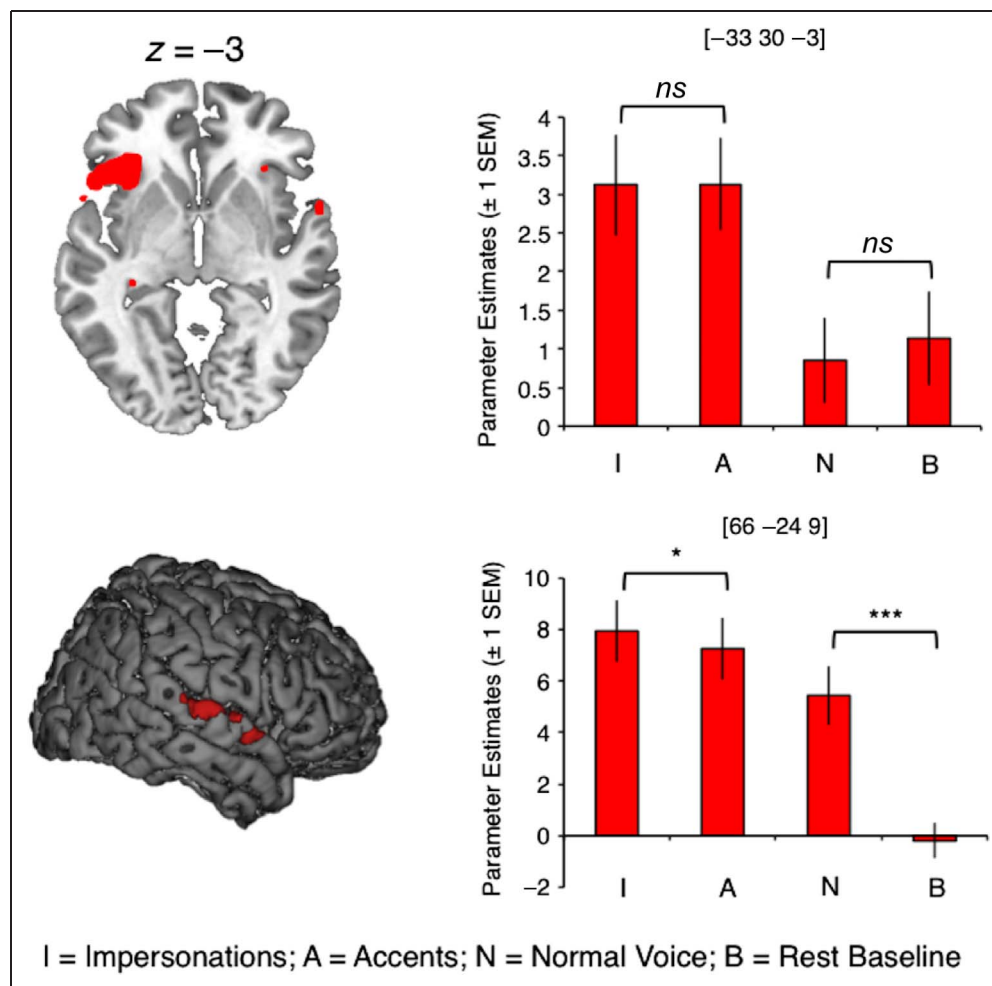 z = −3
[−33 30 −3]
Parameter Estimates (± 1 SEM)
4
3.5
3
2.5
2
1.5
1
0.5
0
ns
ns
I A N B
[66 −24 9]
Parameter Estimates (± 1 SEM)
10
8
6
4
2
0
−2
*
***
I A N B
I = Impersonations; A = Accents; N = Normal Voice; B = Rest Baseline